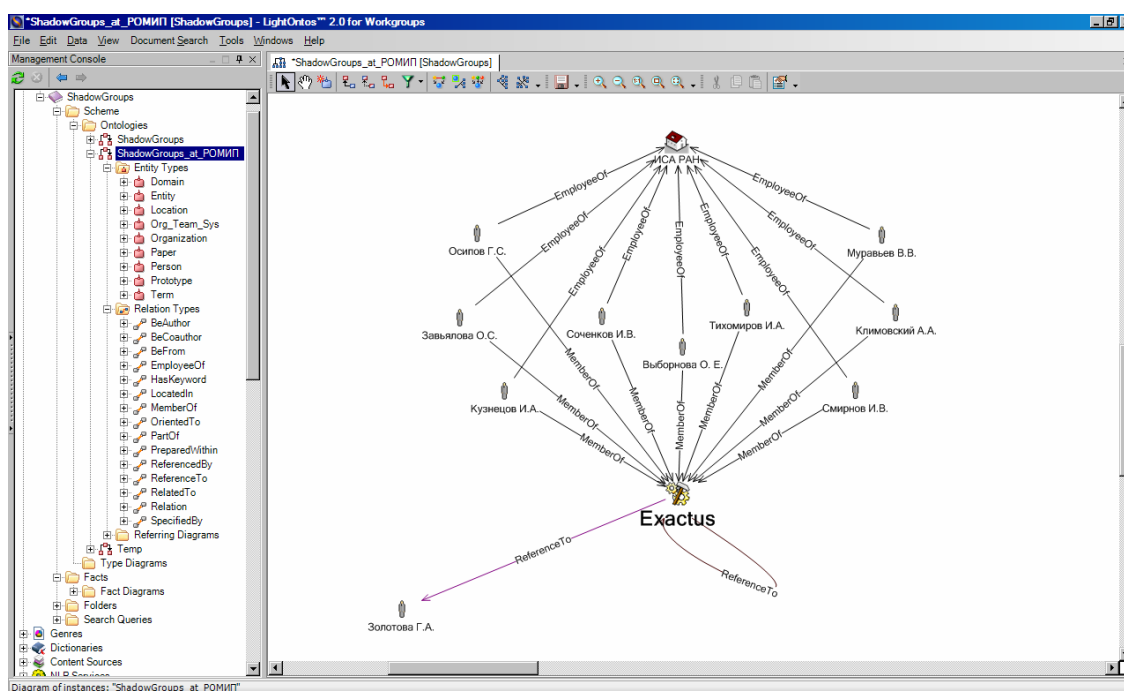 *ShadowGroups_at_РОМИП [ShadowGroups] - LightOntos™ 2.0 for Workgroups
File Edit Data View Document Search Tools Windows Help
Management Console
*ShadowGroups_at_РОМИП [ShadowGroups]
ShadowGroups
Scheme
Ontologies
ShadowGroups
ShadowGroups_at_РОМИП
Entity Types
Domain
Entity
Location
Org_Team_Sys
Organization
Paper
Person
Prototype
Term
Relation Types
BeAuthor
BeCoauthor
BeFrom
EmployeeOf
HasKeyword
LocatedIn
MemberOf
OrientedTo
PartOf
PreparedWithin
ReferencedBy
ReferenceTo
RelatedTo
Relation
SpecifiedBy
Referring Diagrams
Temp
Type Diagrams
Facts
Fact Diagrams
Folders
Search Queries
Genres
Dictionaries
Content Sources
NLP Services
ИСА РАН
EmployeeOf
EmployeeOf
EmployeeOf
EmployeeOf
EmployeeOf
EmployeeOf
EmployeeOf
EmployeeOf
EmployeeOf
Осипов Г.С.
Муравьев В.В.
Завьялова О.С.
Соченков И.В.
Тихомиров И.А.
Климовский А.А.
Выборнова О. Е.
Кузнецов И.А.
Смирнов И.В.
MemberOf
MemberOf
MemberOf
MemberOf
MemberOf
MemberOf
MemberOf
MemberOf
MemberOf
Exactus
ReferenceTo
ReferenceTo
Золотова Г.А.
Diagram of instances: "ShadowGroups_at_РОМИП"